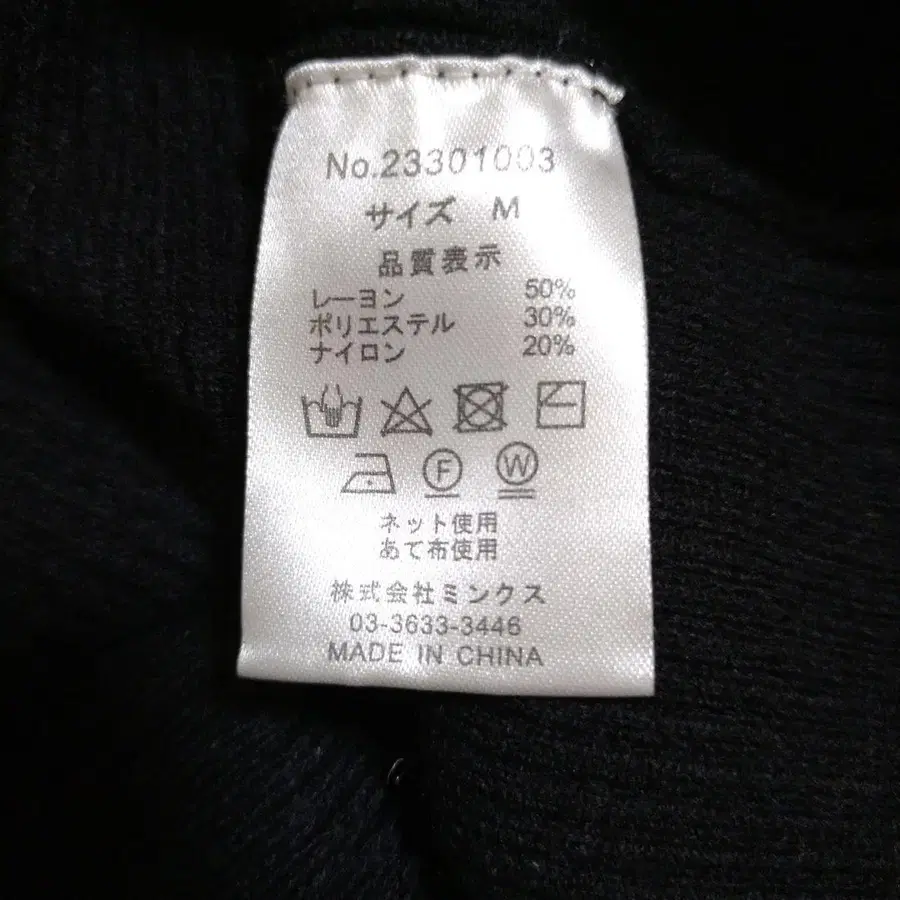 No.23301003
サイズ M
品質表示
レーヨン 50%
ポリエステル 30%
ナイロン 20%
F W
ネット使用
あて布使用
株式会社ミンクス
03-3633-3446
MADE IN CHINA